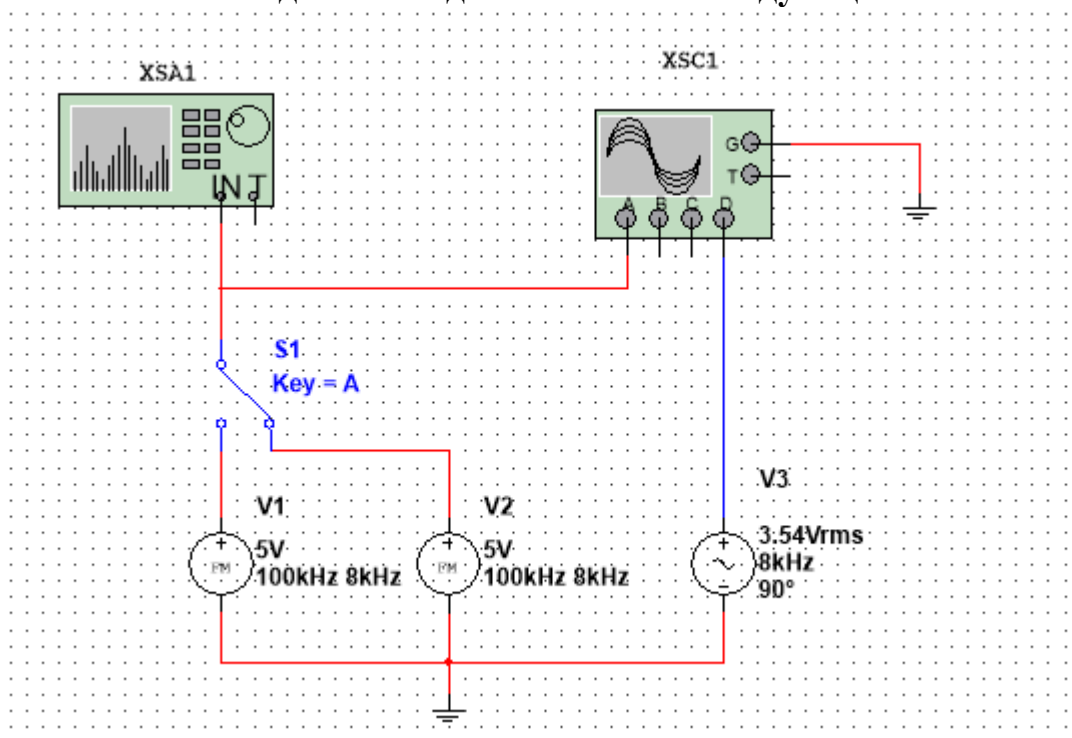 XSA1
XSC1
G
T
IN T
A B C D
S1
Key = A
V1
5V
100kHz 8kHz
FM
V2
5V
100kHz 8kHz
FM
V3
3.54Vrms
8kHz
90°